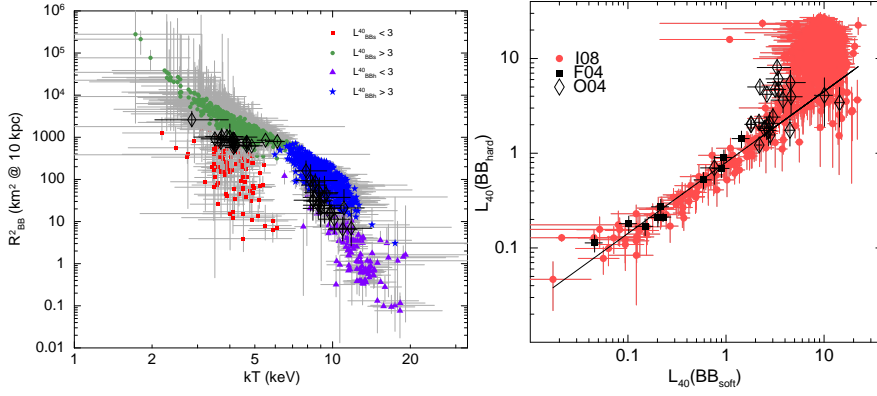 10⁶
10⁵
10⁴
1000
100
10
1
0.1
0.01
R²BB (km² @ 10 kpc)
L⁴⁰BBs < 3
L⁴⁰BBs > 3
L⁴⁰BBh < 3
L⁴⁰BBh > 3
1 2 5 10 20
kT (keV)
10
1
0.1
L₄₀(BBhard)
I08
F04
O04
0.1 1 10
L₄₀(BBsoft)